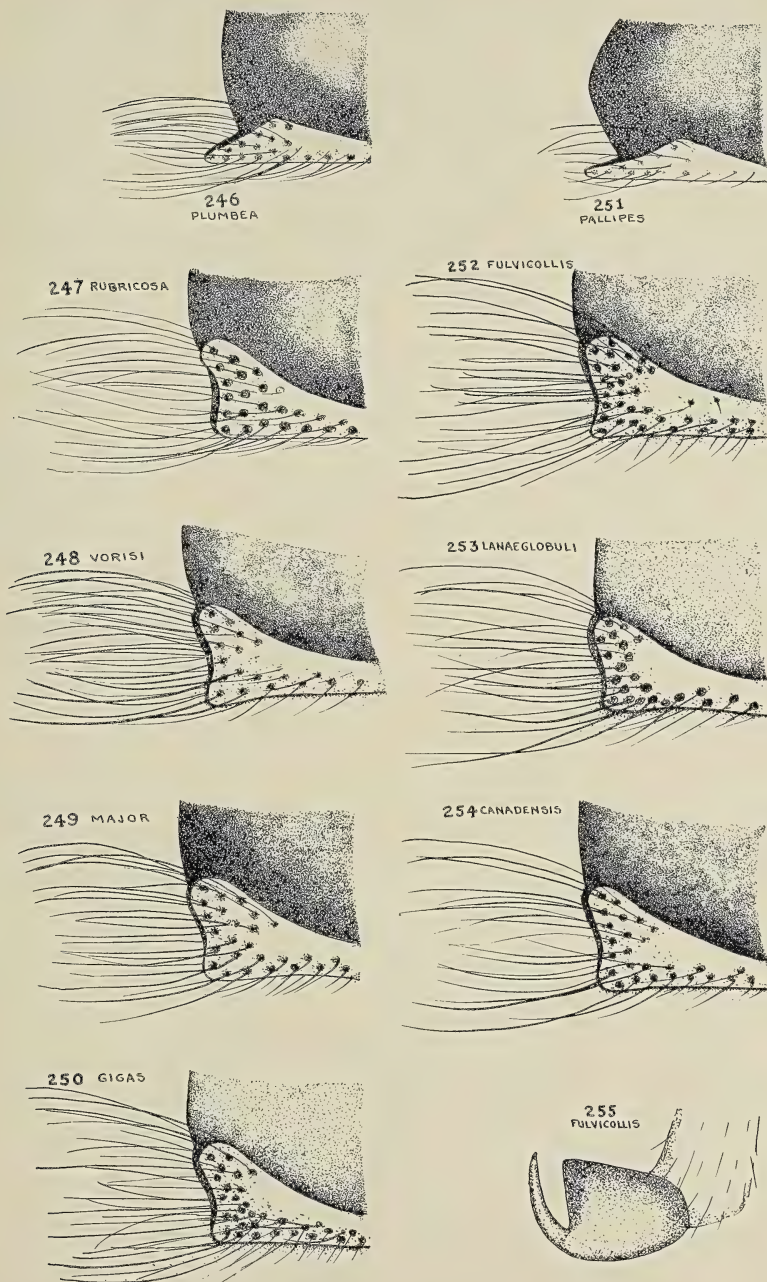 246
PLUMBEA
251
PALLIPES
247 RUBRICOSA
252 FULVICOLLIS
248 VORISI
253 LANAEGLOBULI
249 MAJOR
254 CANADENSIS
250 GIGAS
255
FULVICOLLIS